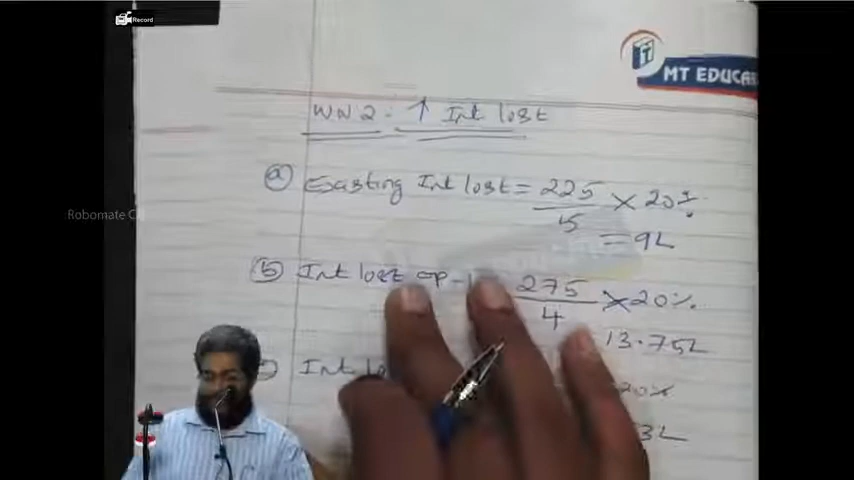 Record
MT EDUCA
WN 2 - ↑ Int lost
(a) Existing Int lost = 225/5 × 20%
= 9L
Robomate
(b) Int lost op- 275/4 × 20%
13.75L
Int
20%
3L